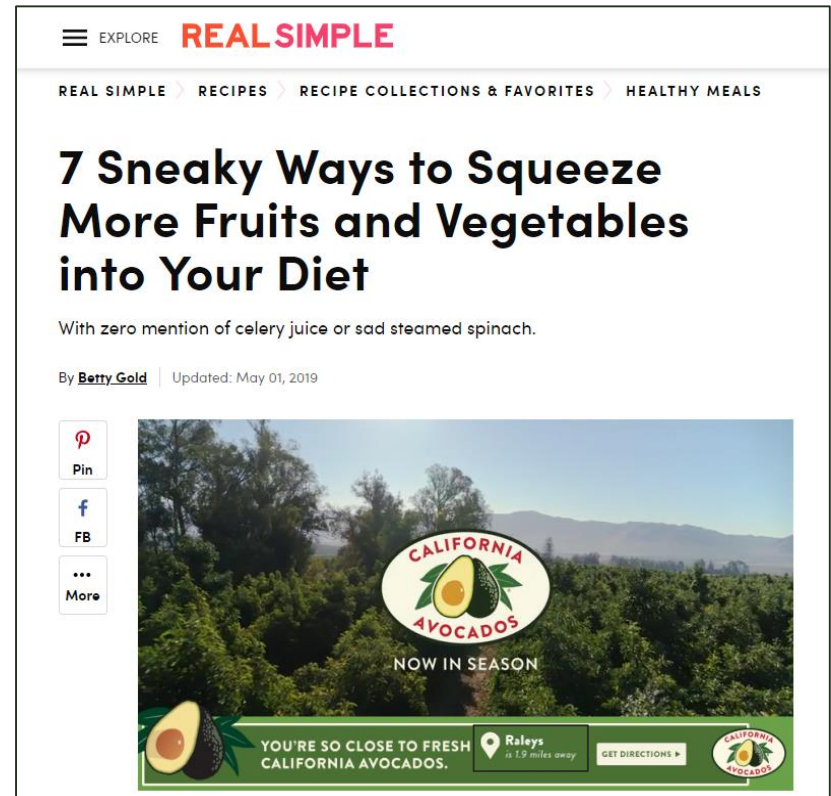 EXPLORE REAL SIMPLE
REAL SIMPLE RECIPES RECIPE COLLECTIONS & FAVORITES HEALTHY MEALS
7 Sneaky Ways to Squeeze
More Fruits and Vegetables
into Your Diet
With zero mention of celery juice or sad steamed spinach.
By Betty Gold Updated: May 01, 2019
Pin
FB
More
CALIFORNIA
AVOCADOS
NOW IN SEASON
YOU'RE SO CLOSE TO FRESH
CALIFORNIA AVOCADOS.
Raleys
is 1.9 miles away
GET DIRECTIONS
CALIFORNIA
AVOCADOS